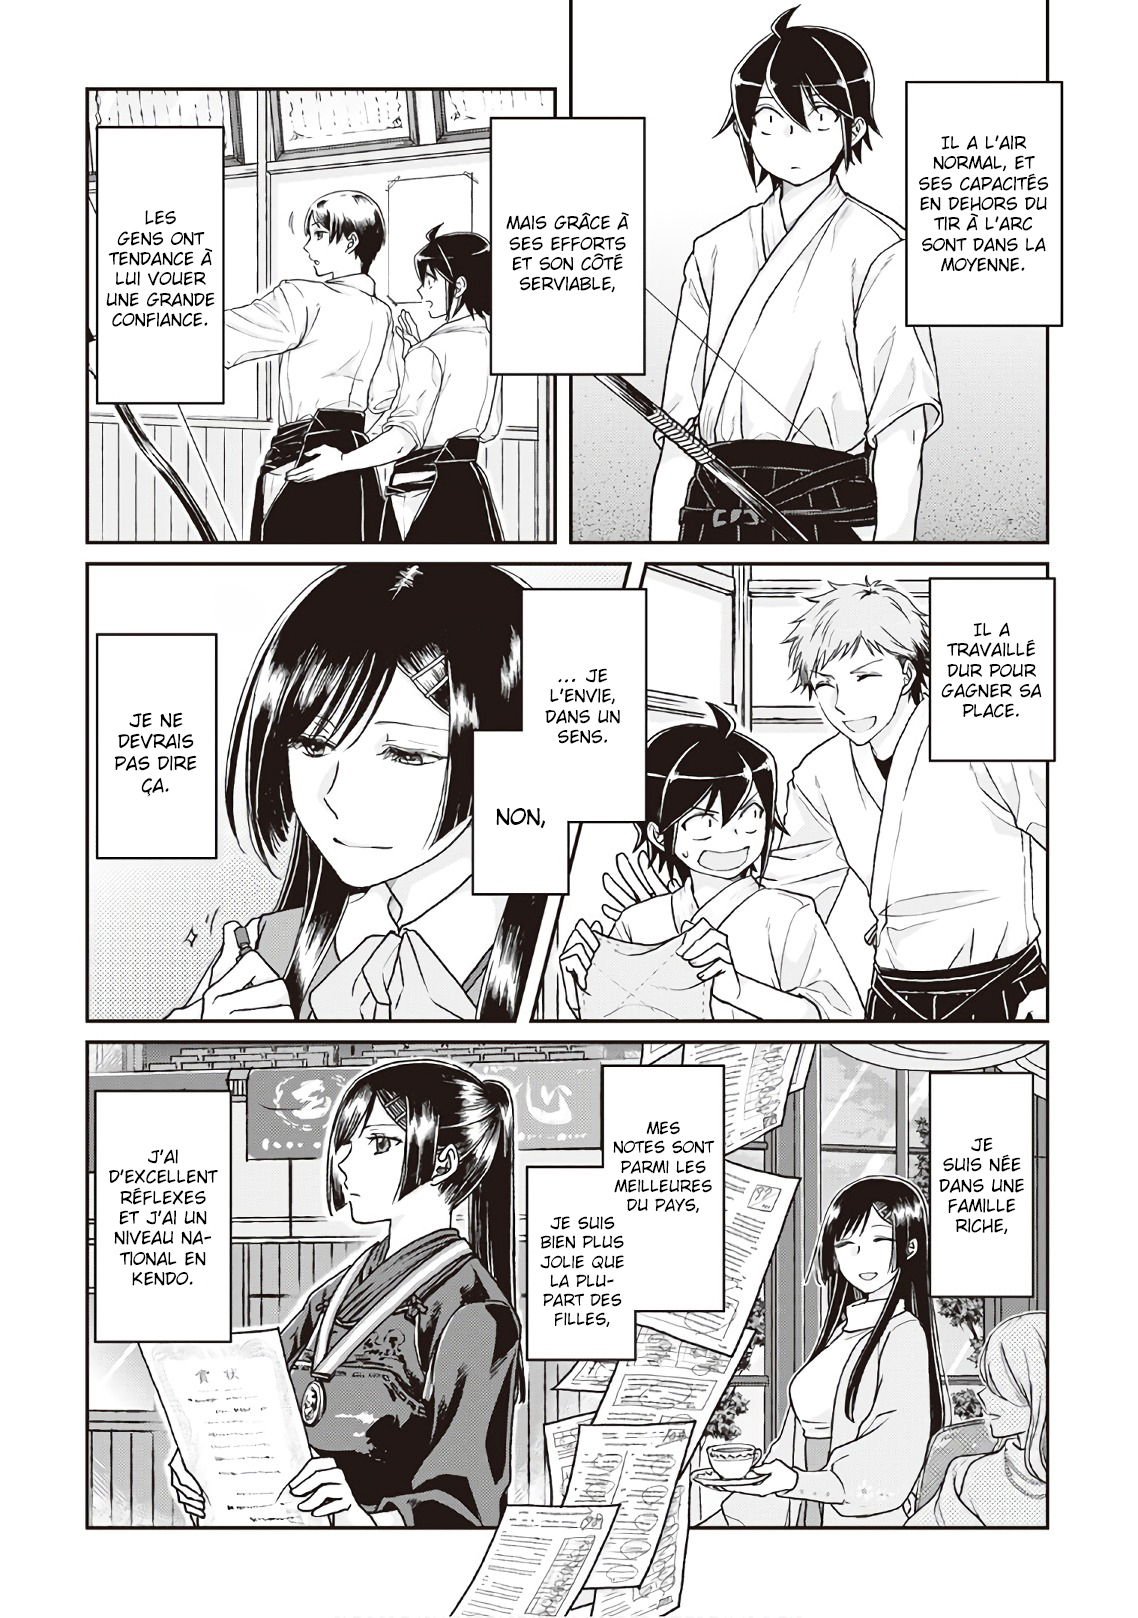 IL A L'AIR
NORMAL, ET
SES CAPACITÉS
EN DEHORS DU
TIR À L'ARC
SONT DANS LA
MOYENNE.
MAIS GRÂCE À
SES EFFORTS
ET SON CÔTÉ
SERVIABLE,
LES
GENS ONT
TENDANCE À
LUI VOUER
UNE GRANDE
CONFIANCE.
IL A
TRAVAILLÉ
DUR POUR
GAGNER SA
PLACE.
... JE
L'ENVIE,
DANS UN
SENS.
NON,
JE NE
DEVRAIS
PAS DIRE
ÇA.
JE
SUIS NÉE
DANS UNE
FAMILLE
RICHE,
MES
NOTES SONT
PARMI LES
MEILLEURES
DU PAYS,
JE SUIS
BIEN PLUS
JOLIE QUE
LA PLU-
PART DES
FILLES,
J'AI
D'EXCELLENT
RÉFLEXES
ET J'AI UN
NIVEAU NA-
TIONAL EN
KENDO.
賞状